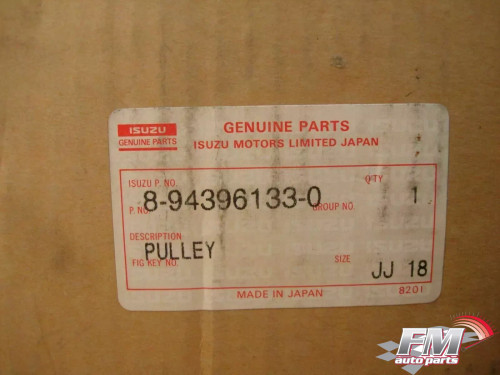 ISUZU
GENUINE PARTS
GENUINE PARTS
ISUZU MOTORS LIMITED JAPAN
ISUZU P. NO.
P. NO. 8-94396133-0
GROUP NO.
Q'TY 1
DESCRIPTION
PULLEY
FIG KEY NO
SIZE JJ 18
MADE IN JAPAN
8201
FM
auto parts